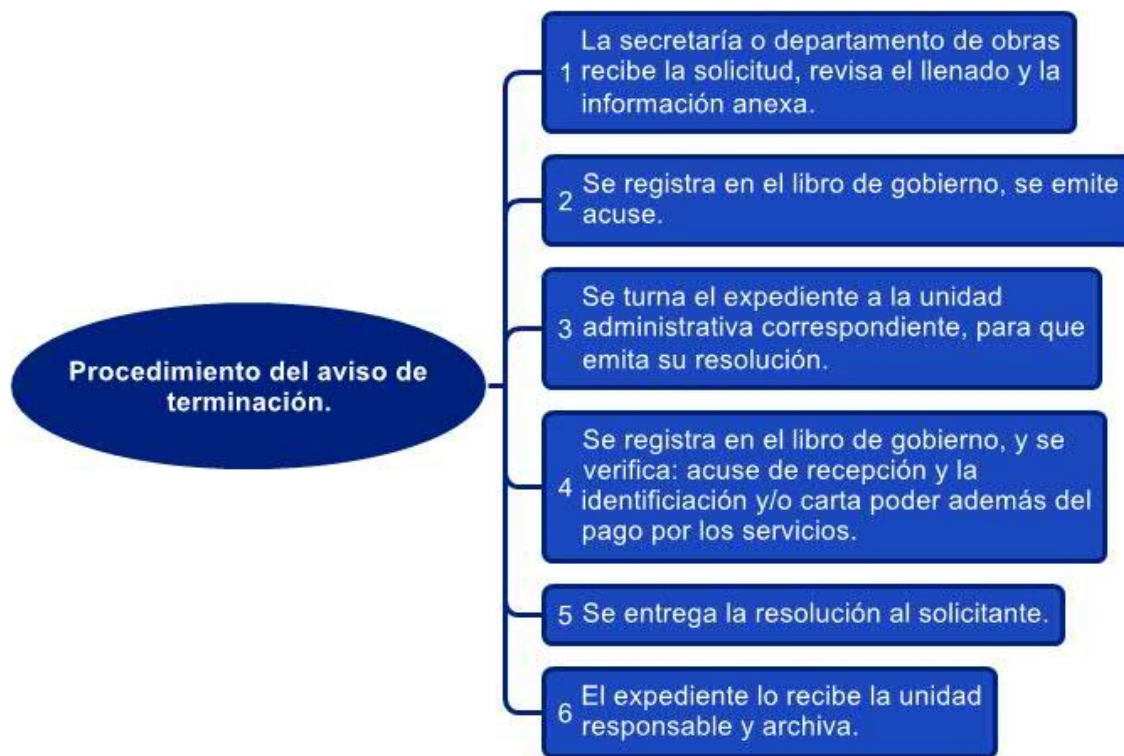 Procedimiento del aviso de
terminación.
1 La secretaría o departamento de obras
recibe la solicitud, revisa el llenado y la
información anexa.
2 Se registra en el libro de gobierno, se emite
acuse.
3 Se turna el expediente a la unidad
administrativa correspondiente, para que
emita su resolución.
4 Se registra en el libro de gobierno, y se
verifica: acuse de recepción y la
identificiación y/o carta poder además del
pago por los servicios.
5 Se entrega la resolución al solicitante.
6 El expediente lo recibe la unidad
responsable y archiva.